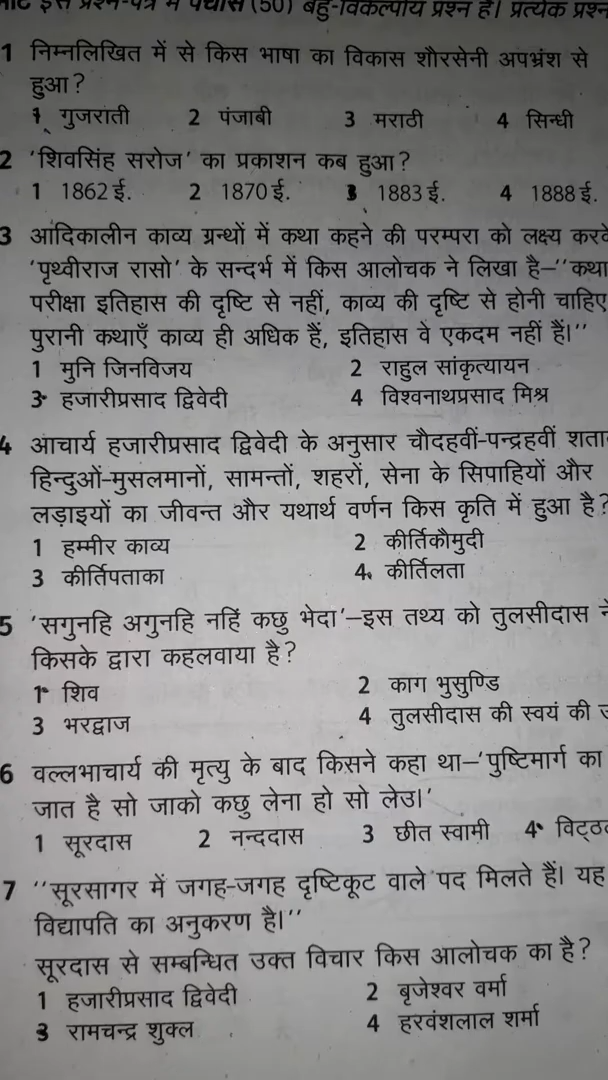 इस प्रश्न-पत्र में पचास (50) बहु-विकल्पीय प्रश्न हैं। प्रत्येक प्रश्न
1 निम्नलिखित में से किस भाषा का विकास शौरसेनी अपभ्रंश से
हुआ?
1 गुजराती 2 पंजाबी 3 मराठी 4 सिन्धी
2 'शिवसिंह सरोज' का प्रकाशन कब हुआ?
1 1862 ई. 2 1870 ई. 3 1883 ई. 4 1888 ई.
3 आदिकालीन काव्य ग्रन्थों में कथा कहने की परम्परा को लक्ष्य करके
'पृथ्वीराज रासो' के सन्दर्भ में किस आलोचक ने लिखा है–''कथा
परीक्षा इतिहास की दृष्टि से नहीं, काव्य की दृष्टि से होनी चाहिए
पुरानी कथाएँ काव्य ही अधिक हैं, इतिहास वे एकदम नहीं हैं।''
1 मुनि जिनविजय 2 राहुल सांकृत्यायन
3 हजारीप्रसाद द्विवेदी 4 विश्वनाथप्रसाद मिश्र
4 आचार्य हजारीप्रसाद द्विवेदी के अनुसार चौदहवीं-पन्द्रहवीं शता
हिन्दुओं-मुसलमानों, सामन्तों, शहरों, सेना के सिपाहियों और
लड़ाइयों का जीवन्त और यथार्थ वर्णन किस कृति में हुआ है?
1 हम्मीर काव्य 2 कीर्तिकौमुदी
3 कीर्तिपताका 4 कीर्तिलता
5 'सगुनहि अगुनहि नहिं कछु भेदा'–इस तथ्य को तुलसीदास ने
किसके द्वारा कहलवाया है?
1 शिव 2 काग भुसुण्डि
3 भरद्वाज 4 तुलसीदास की स्वयं की
6 वल्लभाचार्य की मृत्यु के बाद किसने कहा था–'पुष्टिमार्ग का
जात है सो जाको कछु लेना हो सो लेउ।'
1 सूरदास 2 नन्ददास 3 छीत स्वामी 4 विट्ठ
7 ''सूरसागर में जगह-जगह दृष्टिकूट वाले पद मिलते हैं। यह
विद्यापति का अनुकरण है।''
सूरदास से सम्बन्धित उक्त विचार किस आलोचक का है?
1 हजारीप्रसाद द्विवेदी 2 बृजेश्वर वर्मा
3 रामचन्द्र शुक्ल 4 हरवंशलाल शर्मा